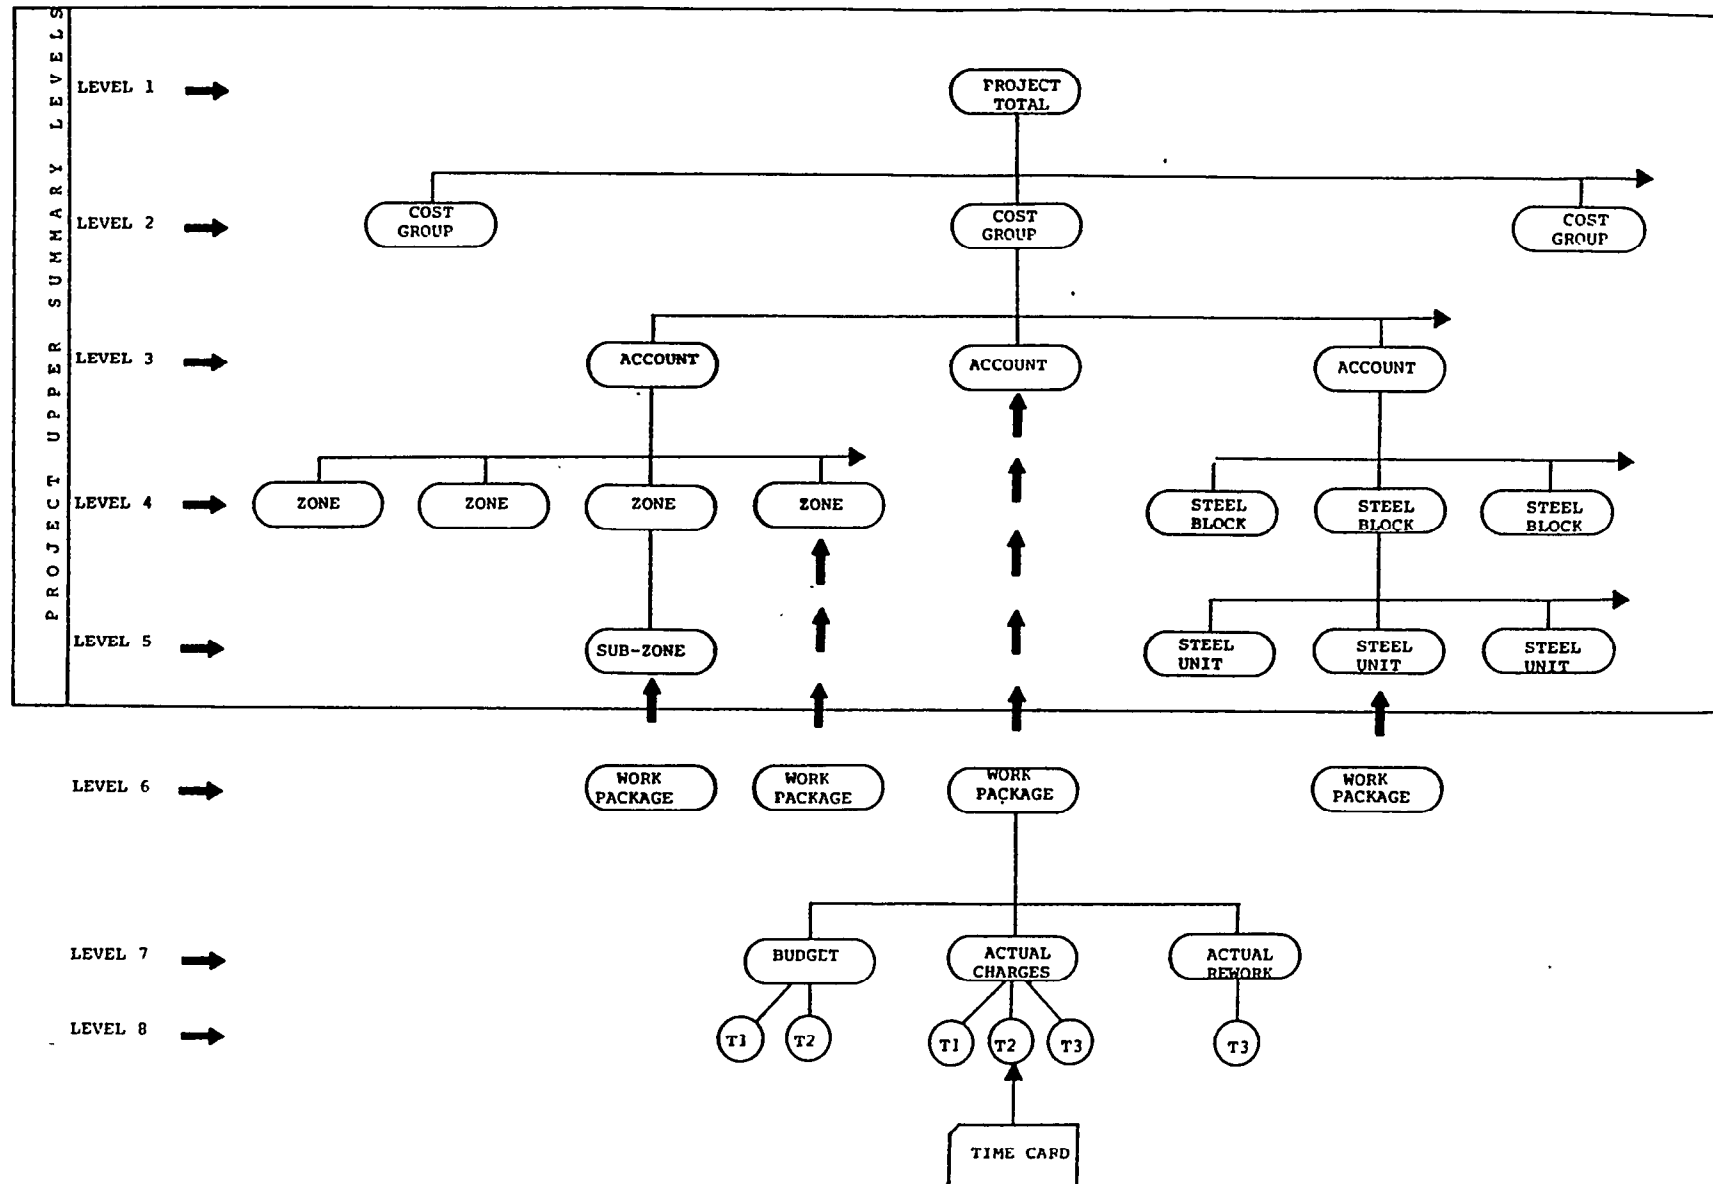 PROJECT UPPER SUMMARY LEVELS
LEVEL 1
PROJECT
TOTAL
LEVEL 2
COST
GROUP
COST
GROUP
COST
GROUP
LEVEL 3
ACCOUNT
ACCOUNT
ACCOUNT
LEVEL 4
ZONE
ZONE
ZONE
ZONE
STEEL
BLOCK
STEEL
BLOCK
STEEL
BLOCK
LEVEL 5
SUB-ZONE
STEEL
UNIT
STEEL
UNIT
STEEL
UNIT
LEVEL 6
WORK
PACKAGE
WORK
PACKAGE
WORK
PACKAGE
WORK
PACKAGE
LEVEL 7
BUDGET
ACTUAL
CHARGES
ACTUAL
REWORK
LEVEL 8
T1
T2
T1
T2
T3
T3
TIME CARD